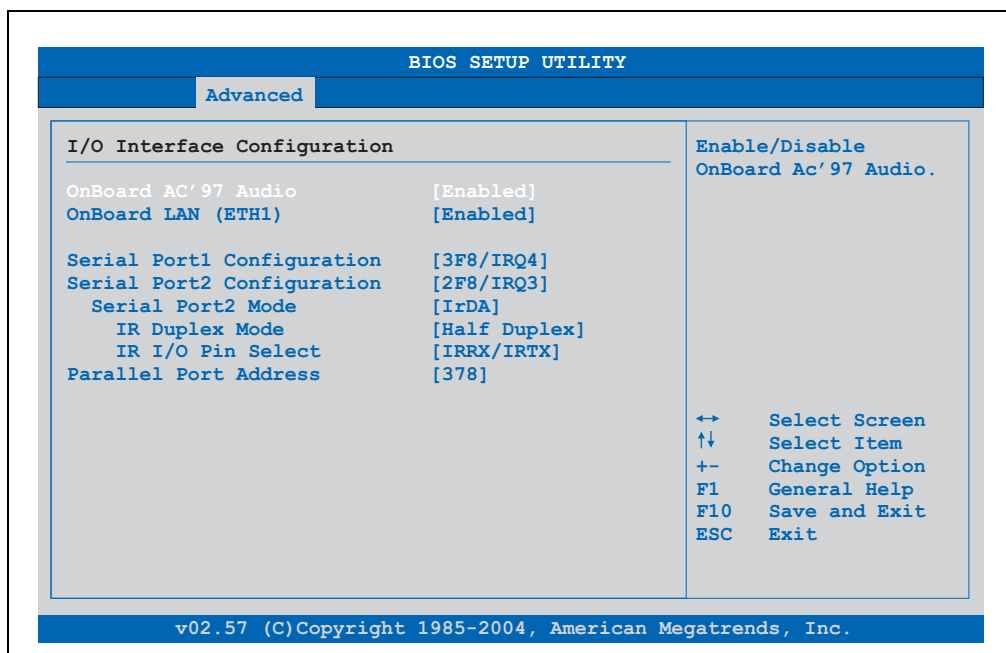 BIOS SETUP UTILITY
Advanced
I/O Interface Configuration
OnBoard AC'97 Audio [Enabled]
OnBoard LAN (ETH1) [Enabled]
Serial Port1 Configuration [3F8/IRQ4]
Serial Port2 Configuration [2F8/IRQ3]
Serial Port2 Mode [IrDA]
IR Duplex Mode [Half Duplex]
IR I/O Pin Select [IRRX/IRTX]
Parallel Port Address [378]
Enable/Disable
OnBoard Ac'97 Audio.
↔ Select Screen
↑↓ Select Item
+- Change Option
F1 General Help
F10 Save and Exit
ESC Exit
v02.57 (C)Copyright 1985-2004, American Megatrends, Inc.